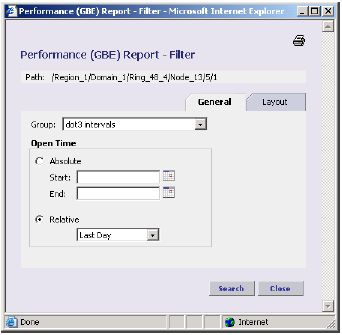 Performance (GBE) Report - Filter - Microsoft Internet Explorer
Performance (GBE) Report - Filter
Path: /Region_1/Domain_1/Ring_48_4/Node_13/5/1
General Layout
Group: dot3 intervals
Open Time
Absolute
Start:
End:
Relative
Last Day
Search Close
Done Internet